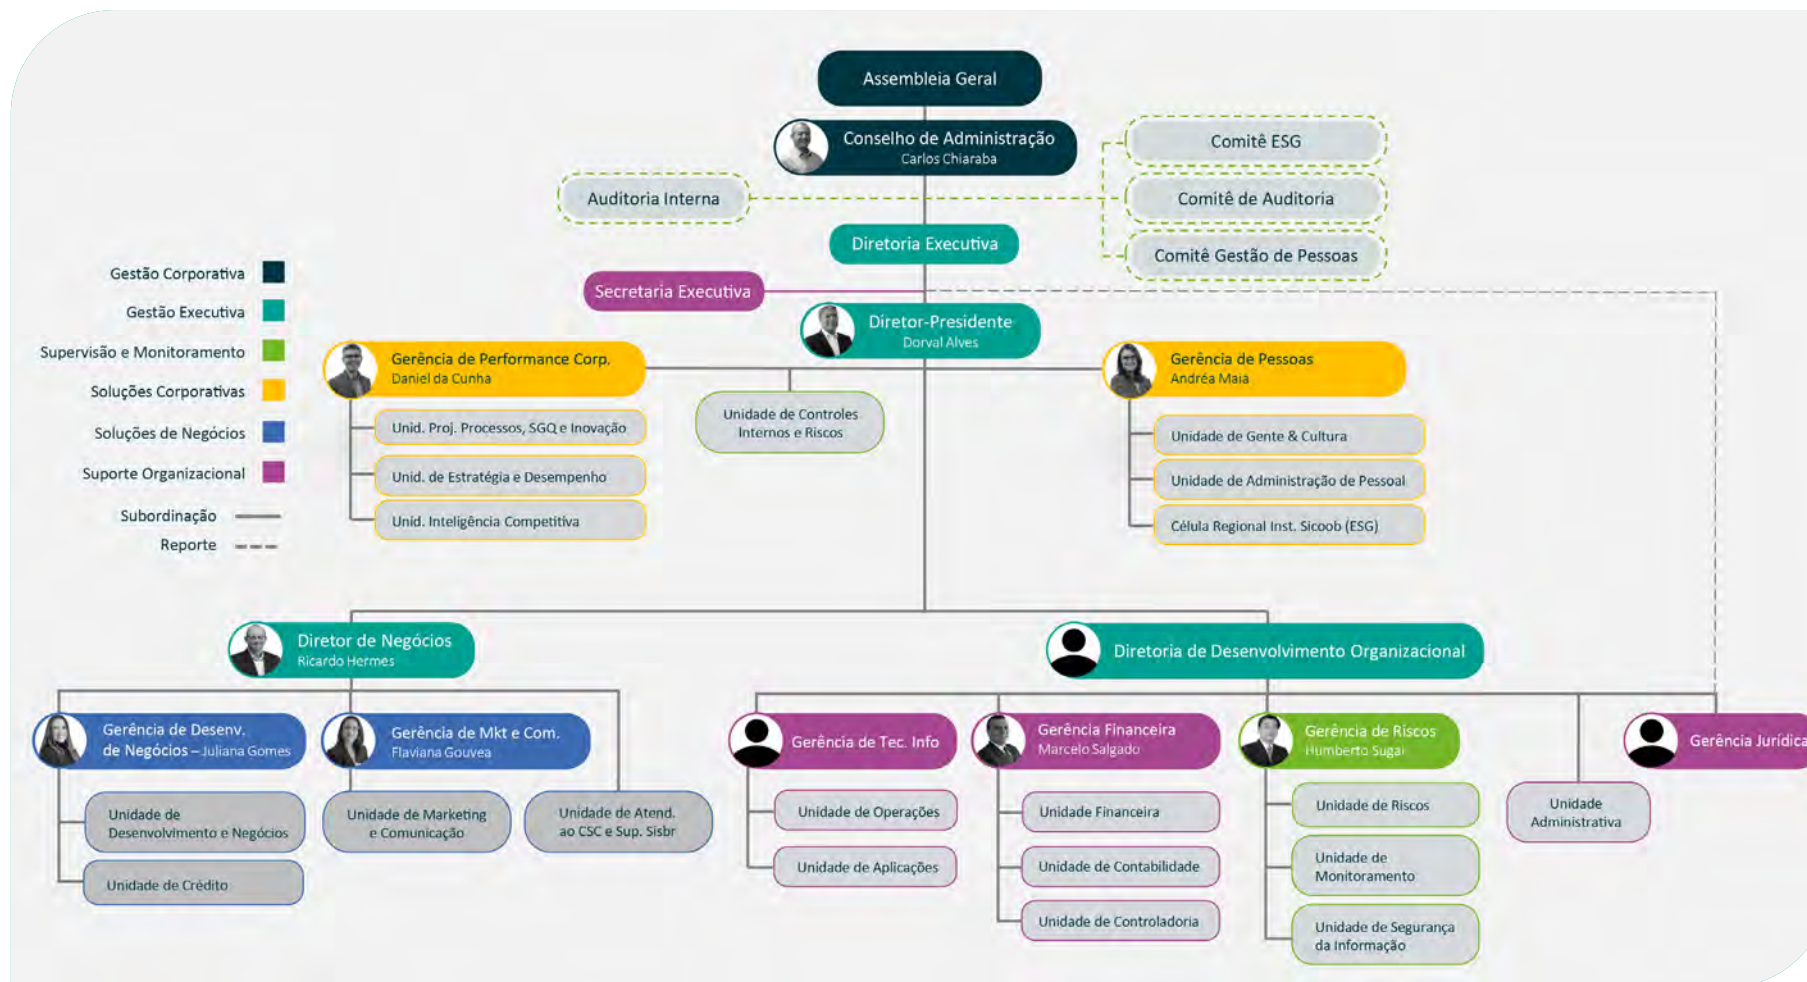 Assembleia Geral
Conselho de Administração
Carlos Chiaraba
Comitê ESG
Auditoria Interna
Comitê de Auditoria
Diretoria Executiva
Comitê Gestão de Pessoas
Gestão Corporativa
Gestão Executiva
Supervisão e Monitoramento
Soluções Corporativas
Soluções de Negócios
Suporte Organizacional
Subordinação
Reporte
Secretaria Executiva
Diretor-Presidente
Dorval Alves
Gerência de Performance Corp.
Daniel da Cunha
Unid. Proj. Processos, SGQ e Inovação
Unid. de Estratégia e Desempenho
Unid. Inteligência Competitiva
Unidade de Controles
Internos e Riscos
Gerência de Pessoas
Andréa Maia
Unidade de Gente & Cultura
Unidade de Administração de Pessoal
Célula Regional Inst. Sicoob (ESG)
Diretor de Negócios
Ricardo Hermes
Diretoria de Desenvolvimento Organizacional
Gerência de Desenv.
de Negócios – Juliana Gomes
Unidade de
Desenvolvimento e Negócios
Unidade de Crédito
Gerência de Mkt e Com.
Flaviana Gouvea
Unidade de Marketing
e Comunicação
Unidade de Atend.
ao CSC e Sup. Sisbr
Gerência de Tec. Info
Unidade de Operações
Unidade de Aplicações
Gerência Financeira
Marcelo Salgado
Unidade Financeira
Unidade de Contabilidade
Unidade de Controladoria
Gerência de Riscos
Humberto Sugai
Unidade de Riscos
Unidade de
Monitoramento
Unidade de Segurança
da Informação
Unidade
Administrativa
Gerência Jurídica